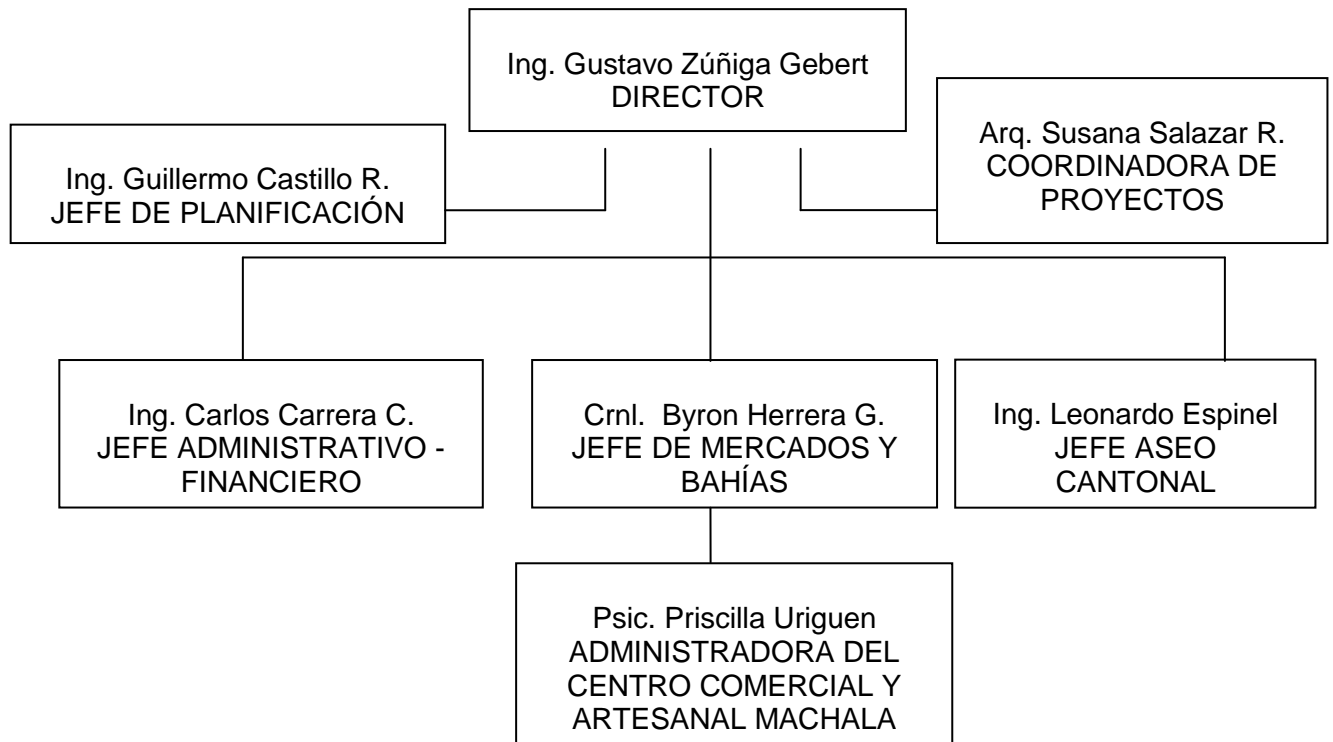 Ing. Gustavo Zúñiga Gebert
DIRECTOR
Ing. Guillermo Castillo R.
JEFE DE PLANIFICACIÓN
Arq. Susana Salazar R.
COORDINADORA DE
PROYECTOS
Ing. Carlos Carrera C.
JEFE ADMINISTRATIVO -
FINANCIERO
Crnl. Byron Herrera G.
JEFE DE MERCADOS Y
BAHÍAS
Ing. Leonardo Espinel
JEFE ASEO
CANTONAL
Psic. Priscilla Uriguen
ADMINISTRADORA DEL
CENTRO COMERCIAL Y
ARTESANAL MACHALA